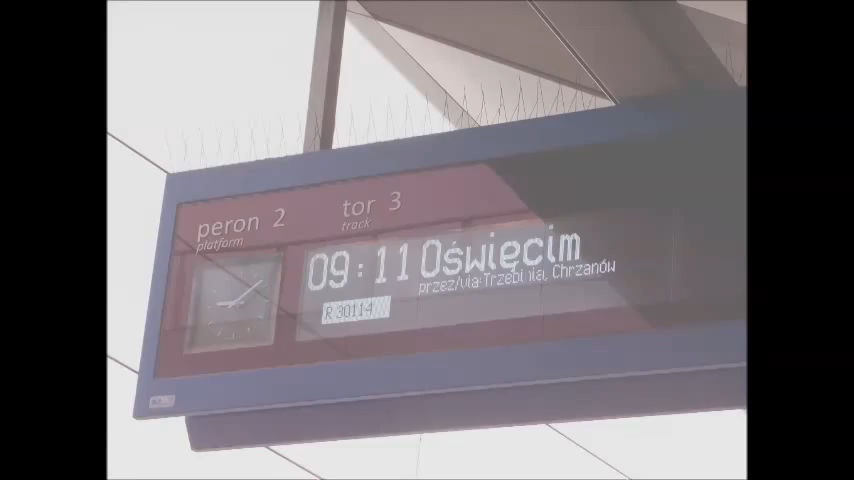 peron 2
platform
tor 3
track
09:11 Oświęcim
przez/via: Trzebinia, Chrzanów
R 30114